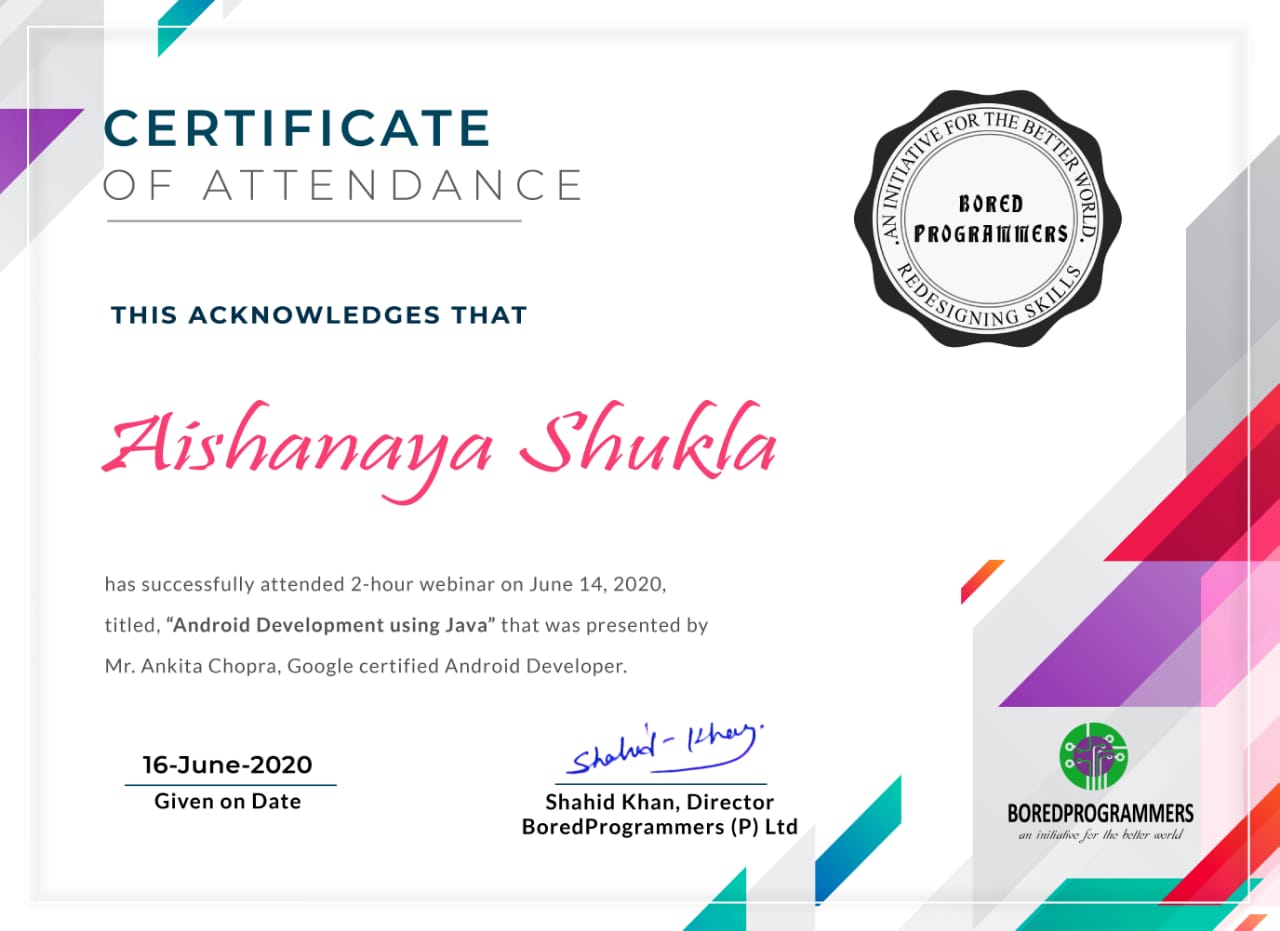 CERTIFICATE
OF ATTENDANCE
.AN INITIATIVE FOR THE BETTER WORLD.
BORED
PROGRAMMERS
REDESIGNING SKILLS
THIS ACKNOWLEDGES THAT
Aishanaya Shukla
has successfully attended 2-hour webinar on June 14, 2020,
titled, “Android Development using Java” that was presented by
Mr. Ankita Chopra, Google certified Android Developer.
16-June-2020
Given on Date
Shahid-Khan.
Shahid Khan, Director
BoredProgrammers (P) Ltd
BOREDPROGRAMMERS
an initiative for the better world